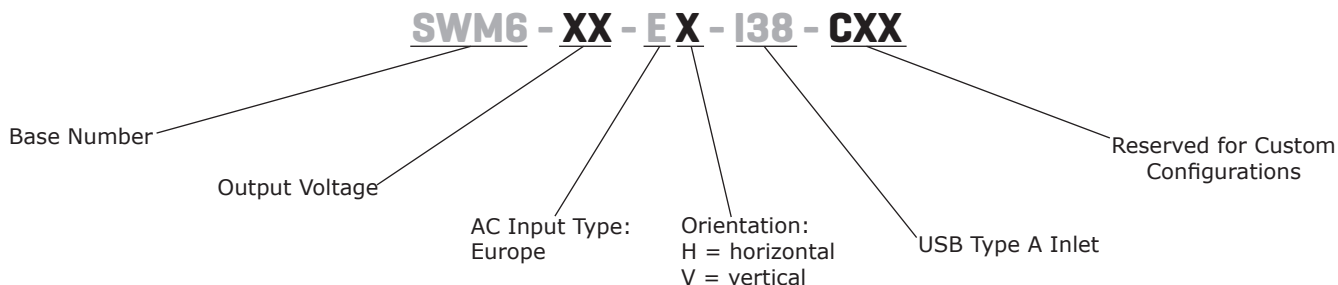 SWM6 - XX - E X - I38 - CXX
Base Number
Output Voltage
AC Input Type:
Europe
Orientation:
H = horizontal
V = vertical
USB Type A Inlet
Reserved for Custom
Configurations